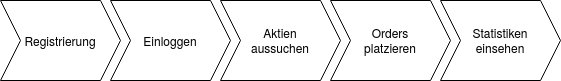 Registrierung
Einloggen
Aktien
aussuchen
Orders
platzieren
Statistiken
einsehen